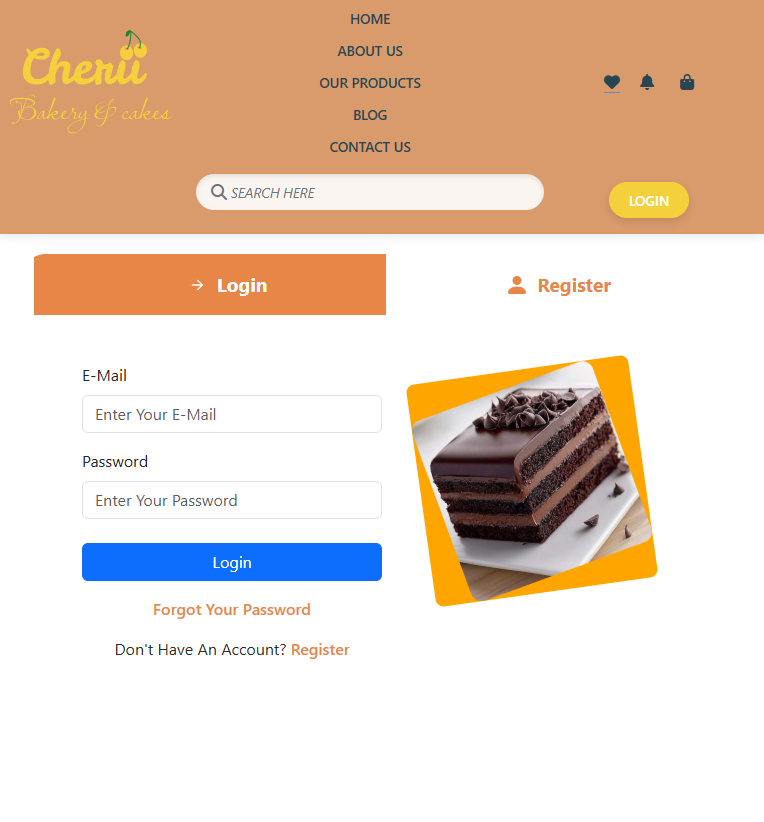 Cherii
Bakery & cakes
HOME
ABOUT US
OUR PRODUCTS
BLOG
CONTACT US
SEARCH HERE
LOGIN
Login
Register
E-Mail
Enter Your E-Mail
Password
Enter Your Password
Login
Forgot Your Password
Don't Have An Account? Register